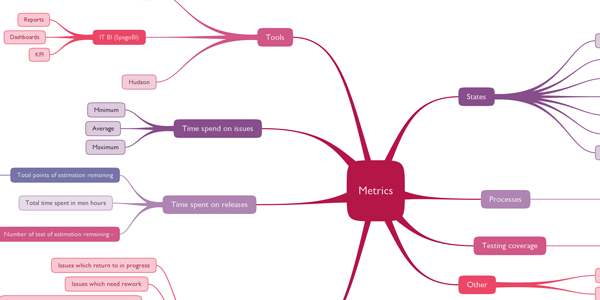 Reports
Dashboards
KPI
IT BI (SpagoBI)
Tools
Hudson
Minimum
Average
Maximum
Time spend on issues
Total points of estimation remaining
Total time spent in man hours
Number of test of estimation remaining -
Time spent on releases
Issues which return to in progress
Issues which need rework
Metrics
States
Processes
Testing coverage
Other